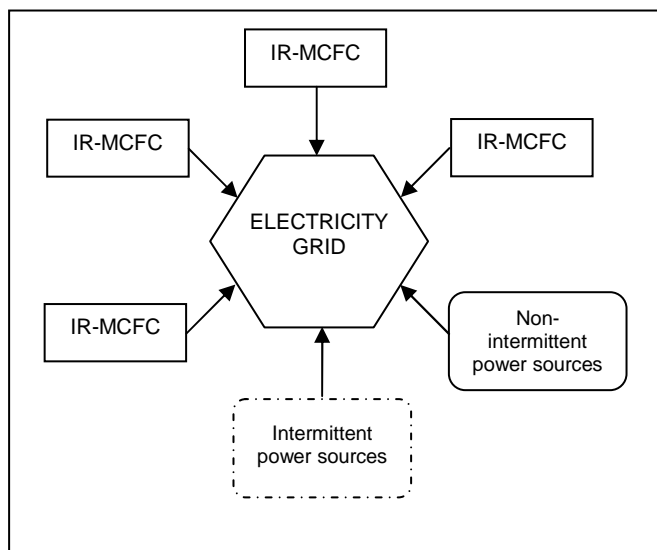 IR-MCFC
IR-MCFC
IR-MCFC
ELECTRICITY
GRID
IR-MCFC
Non-
intermittent
power sources
Intermittent
power sources